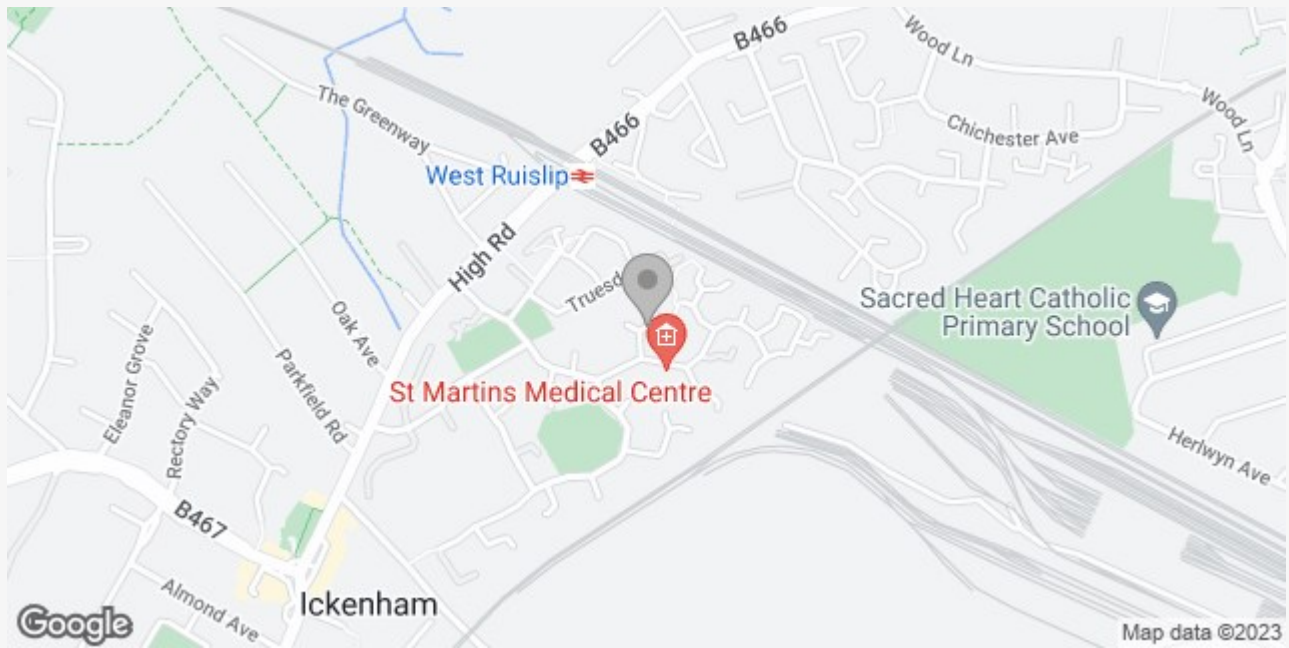 B466
Wood Ln
The Greenway
Wood Ln
B466
Chichester Ave
West Ruislip
High Rd
Truesd
Sacred Heart Catholic
Primary School
Oak Ave
Eleanor Grove
Parkfield Rd
Rectory Way
St Martins Medical Centre
Herlwyn Ave
B467
Ickenham
Almond Ave
Google
Map data ©2023